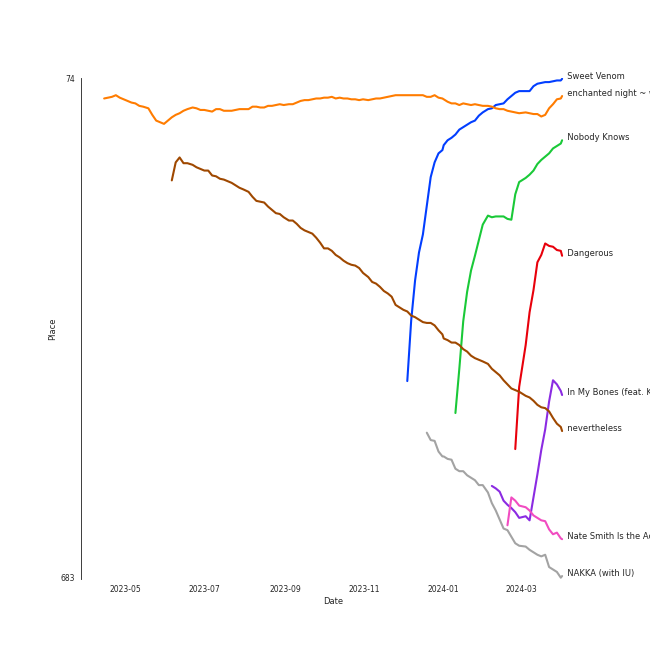 74
Sweet Venom
enchanted night ~
Nobody Knows
Dangerous
Place
In My Bones (feat. K
nevertheless
Nate Smith Is the
NAKKA (with IU)
683
2023-05 2023-07 2023-09 2023-11 2024-01 2024-03
Date